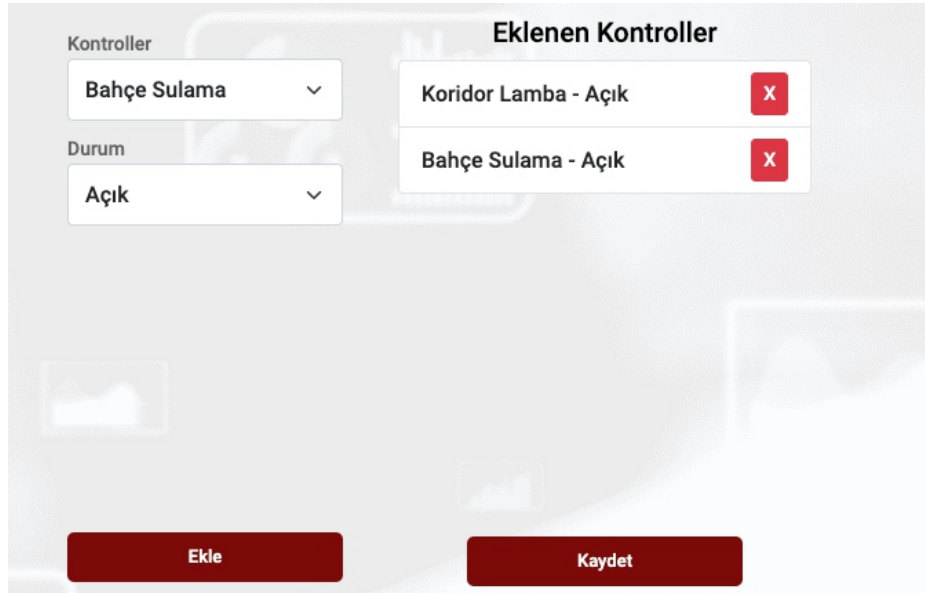 Kontroller
Bahçe Sulama
Durum
Açık
Ekle
Eklenen Kontroller
Koridor Lamba - Açık X
Bahçe Sulama - Açık X
Kaydet